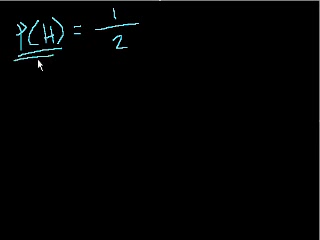 P(H) = 1/2